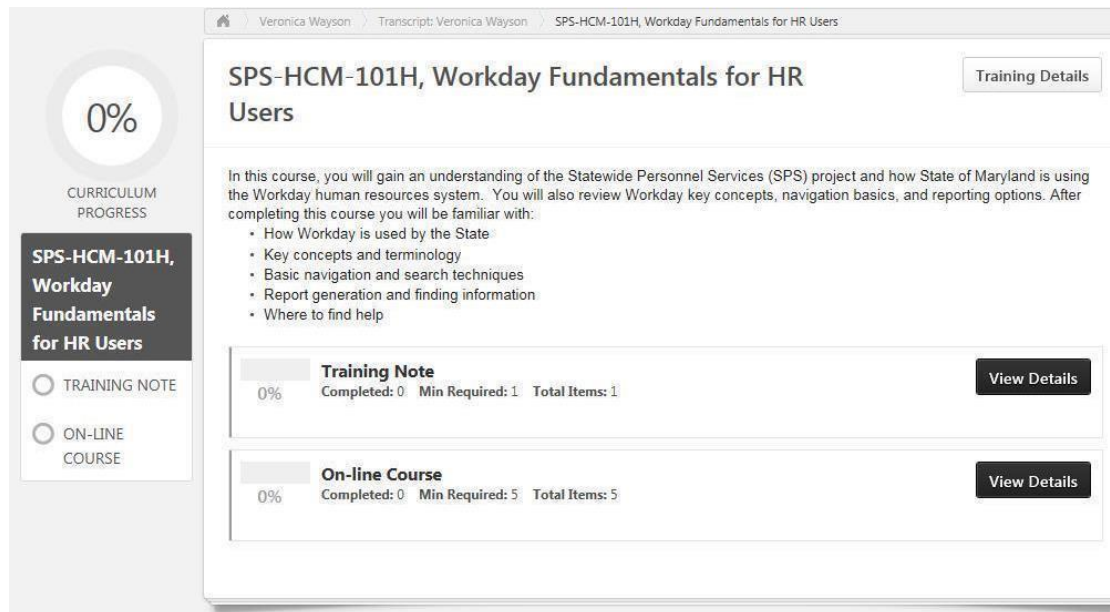 Veronica Wayson
Transcript: Veronica Wayson
SPS-HCM-101H, Workday Fundamentals for HR Users
0%
CURRICULUM
PROGRESS
SPS-HCM-101H,
Workday
Fundamentals
for HR Users
TRAINING NOTE
ON-LINE
COURSE
SPS-HCM-101H, Workday Fundamentals for HR
Users
Training Details
In this course, you will gain an understanding of the Statewide Personnel Services (SPS) project and how State of Maryland is using
the Workday human resources system. You will also review Workday key concepts, navigation basics, and reporting options. After
completing this course you will be familiar with:
• How Workday is used by the State
• Key concepts and terminology
• Basic navigation and search techniques
• Report generation and finding information
• Where to find help
0%
Training Note
Completed: 0 Min Required: 1 Total Items: 1
View Details
0%
On-line Course
Completed: 0 Min Required: 5 Total Items: 5
View Details